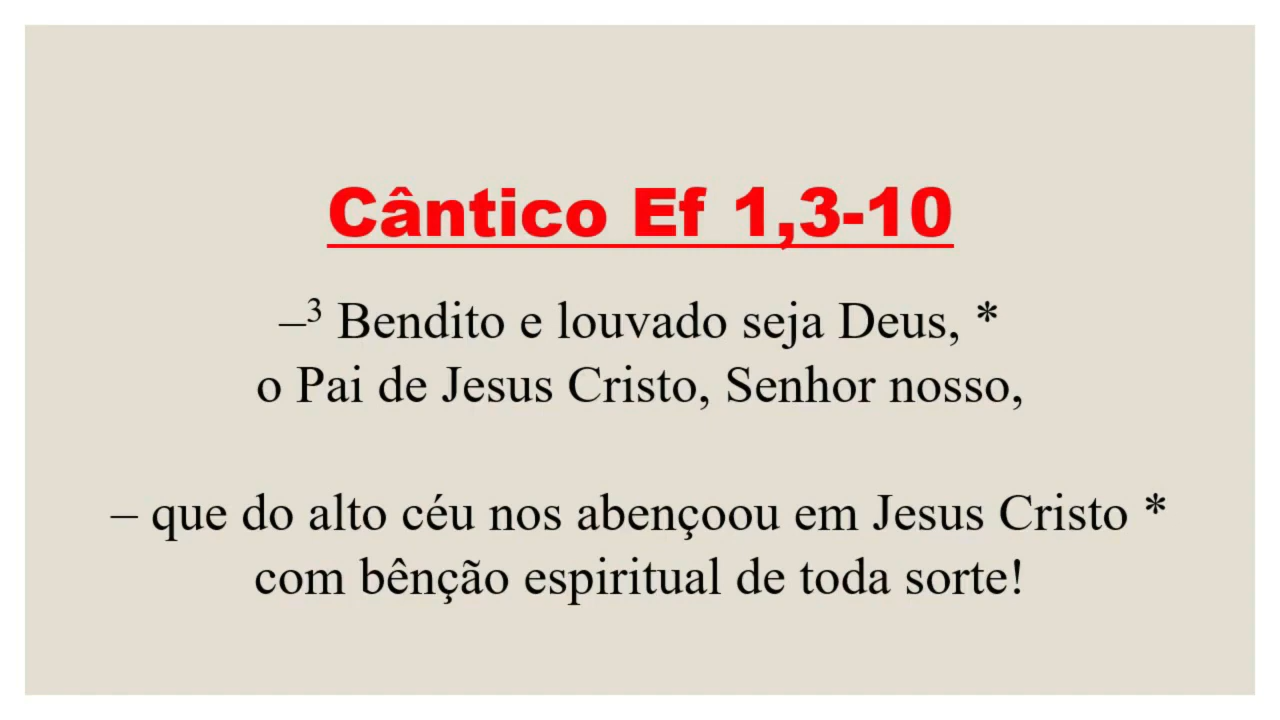 Cântico Ef 1,3-10
–³ Bendito e louvado seja Deus, *
o Pai de Jesus Cristo, Senhor nosso,
– que do alto céu nos abençoou em Jesus Cristo *
com bênção espiritual de toda sorte!